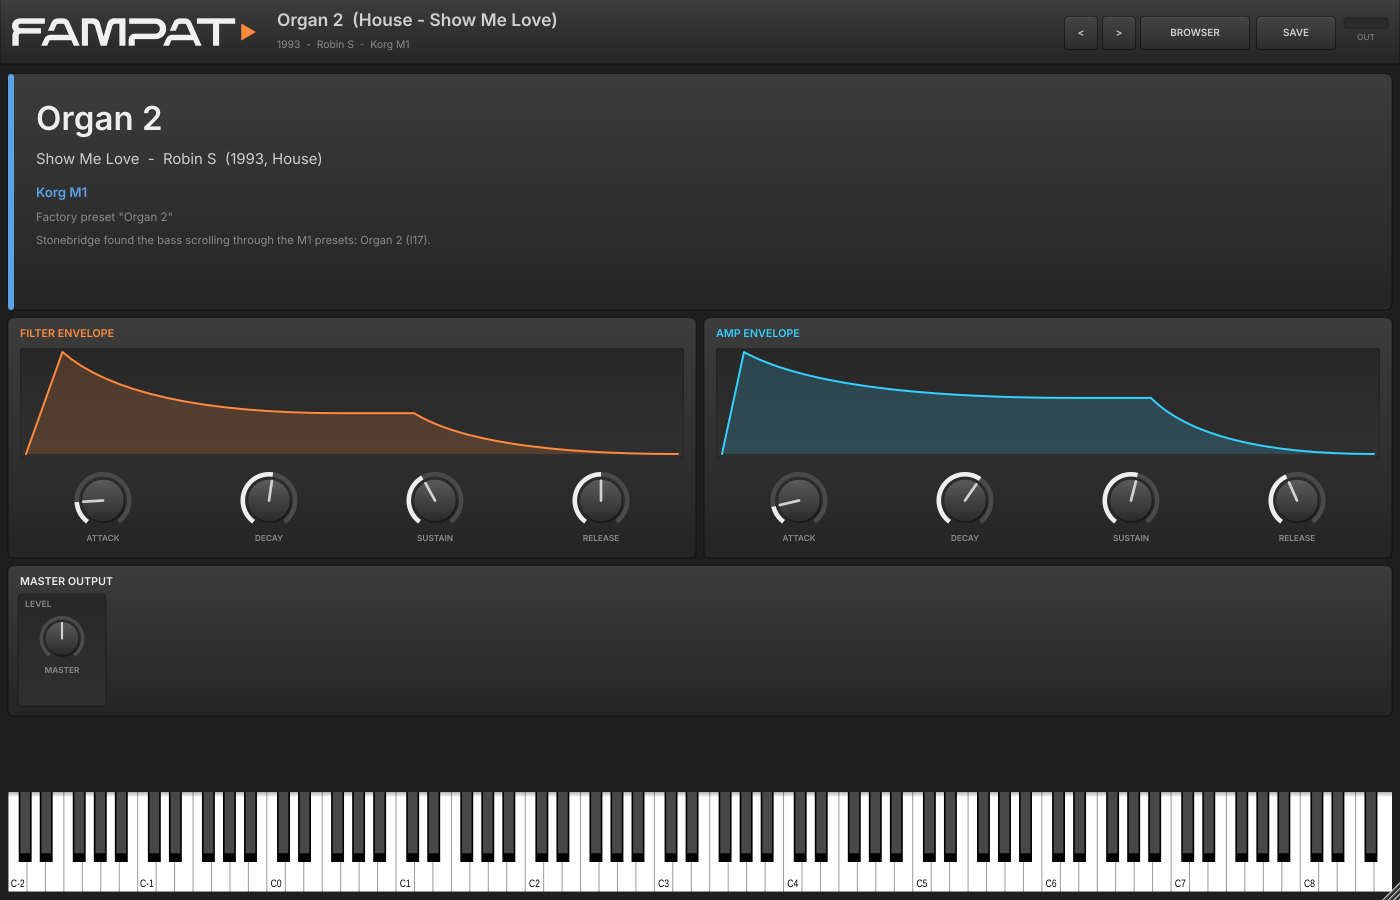 FAMPAT
Organ 2 (House - Show Me Love)
1993 - Robin S - Korg M1
< > BROWSER SAVE OUT
Organ 2
Show Me Love - Robin S (1993, House)
Korg M1
Factory preset "Organ 2"
Stonebridge found the bass scrolling through the M1 presets: Organ 2 (I17).
FILTER ENVELOPE
ATTACK DECAY SUSTAIN RELEASE
AMP ENVELOPE
ATTACK DECAY SUSTAIN RELEASE
MASTER OUTPUT
LEVEL
MASTER
C-2 C-1 C0 C1 C2 C3 C4 C5 C6 C7 C8